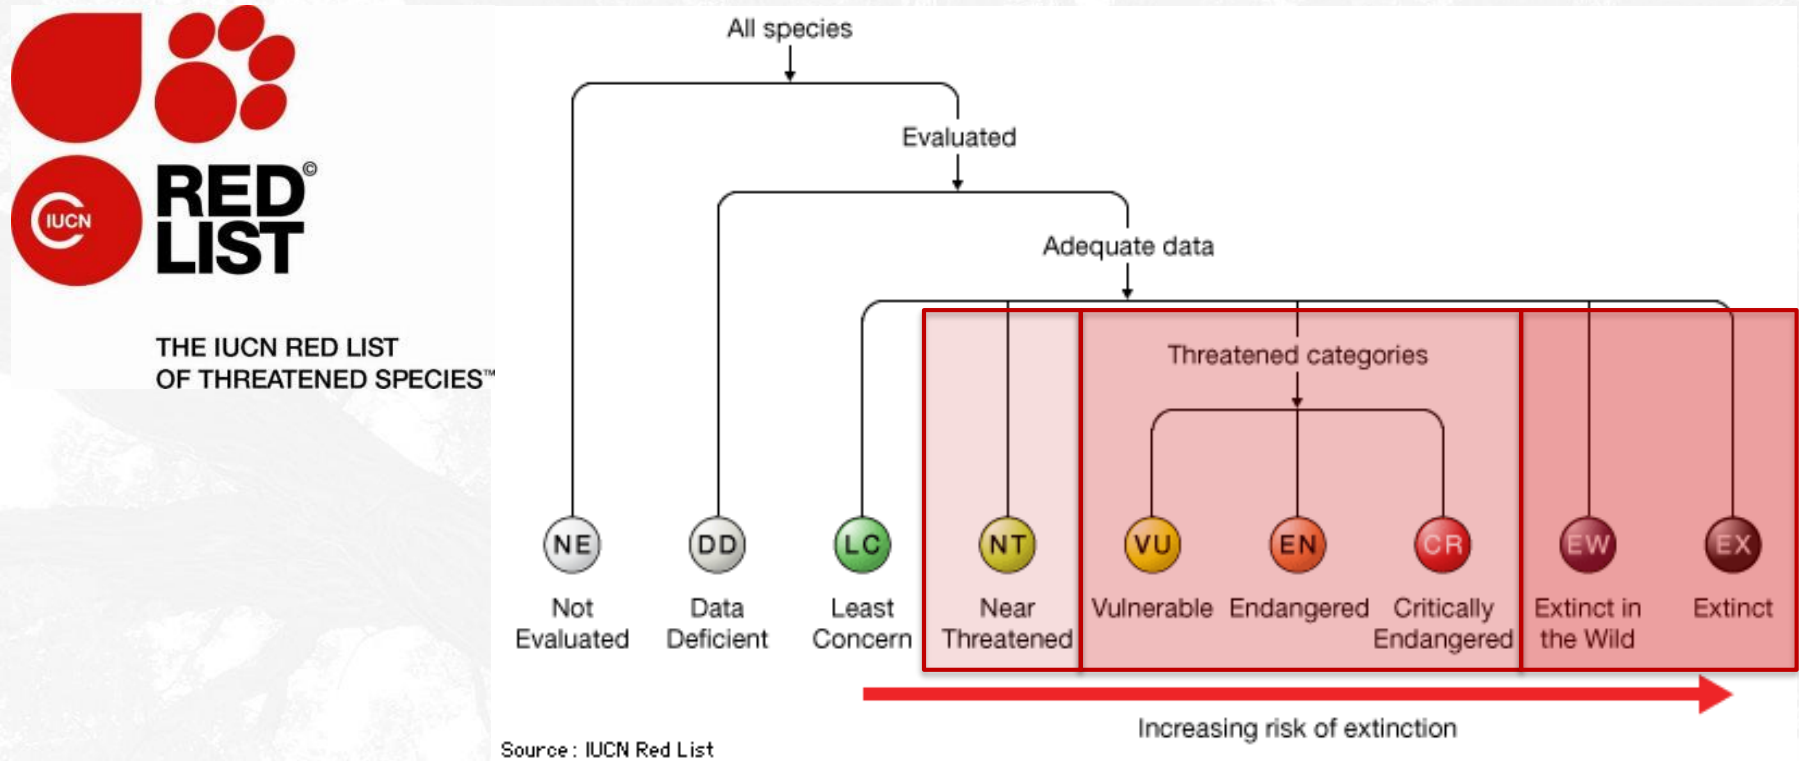 IUCN
RED©
LIST
THE IUCN RED LIST
OF THREATENED SPECIES™
All species
Evaluated
Adequate data
Threatened categories
NE
DD
LC
NT
VU
EN
CR
EW
EX
Not
Evaluated
Data
Deficient
Least
Concern
Near
Threatened
Vulnerable
Endangered
Critically
Endangered
Extinct in
the Wild
Extinct
Increasing risk of extinction
Source: IUCN Red List